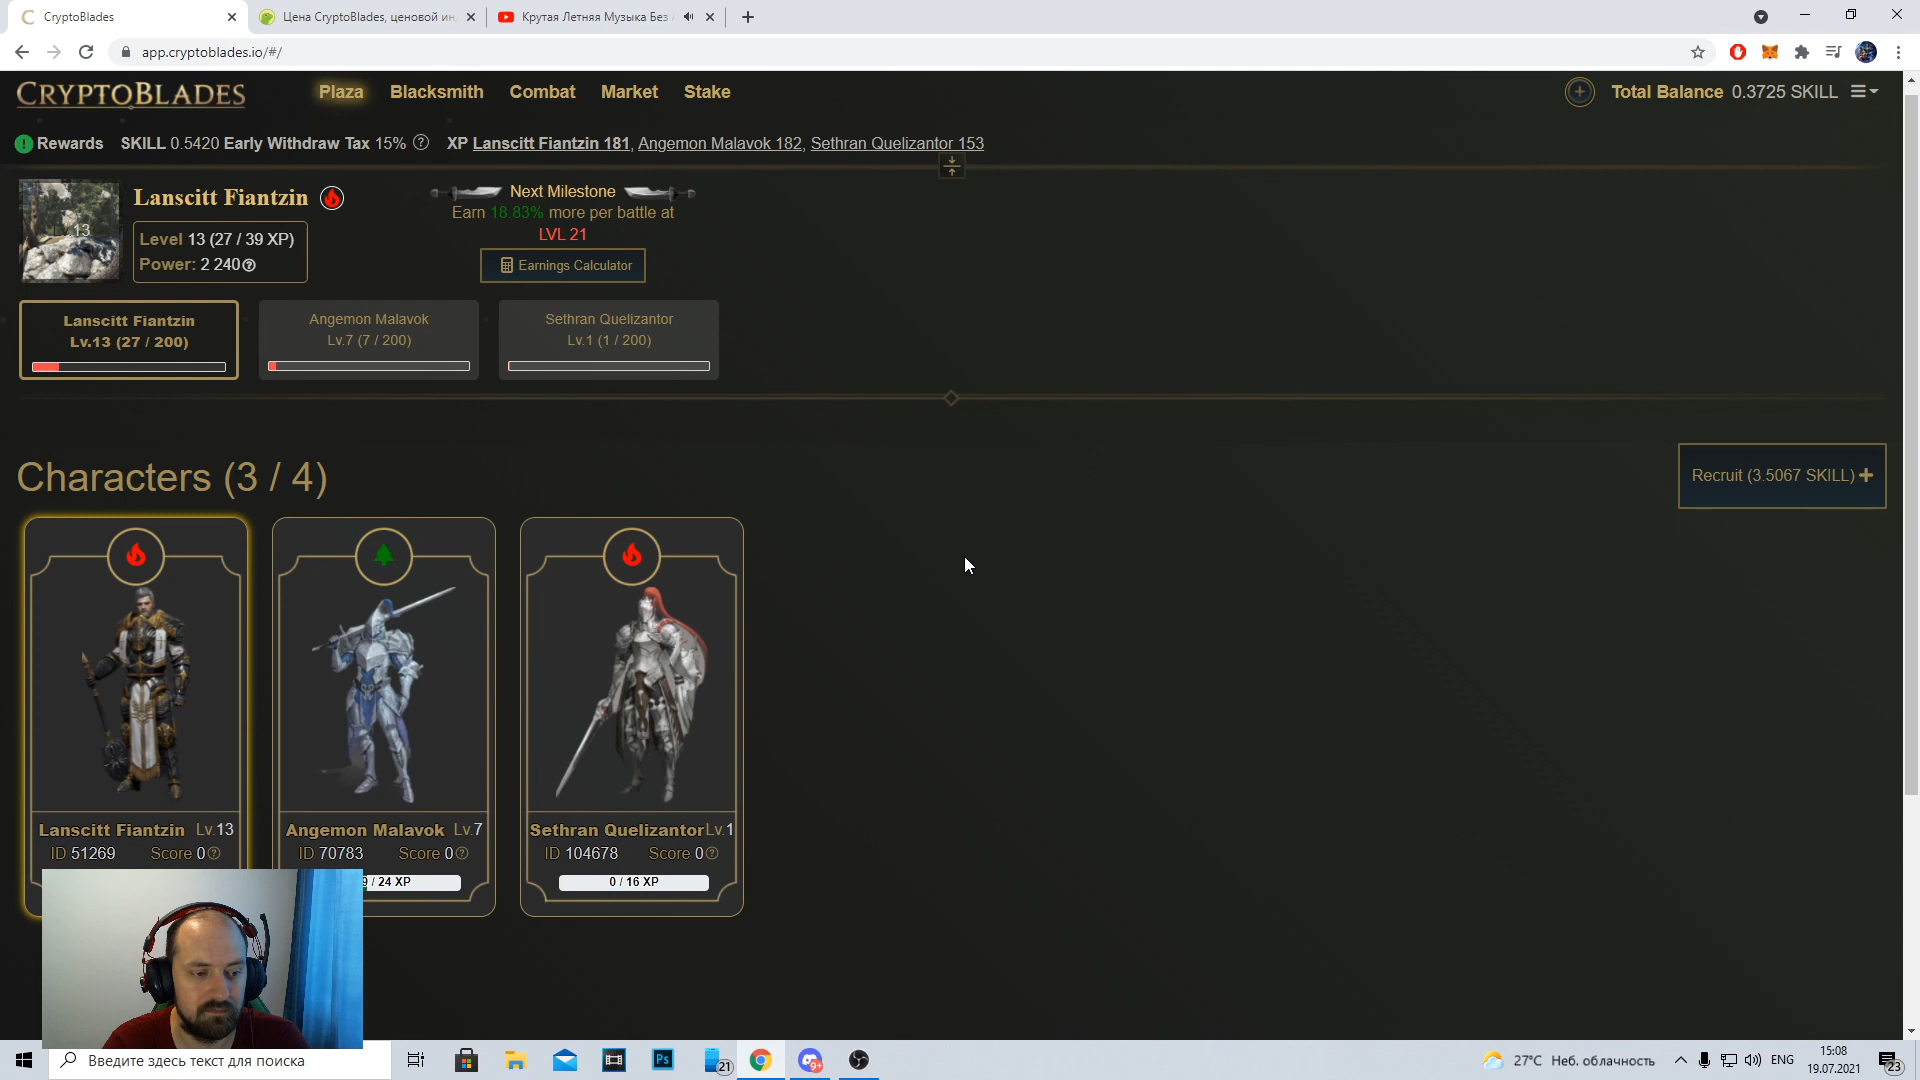 CryptoBlades
Цена CryptoBlades, ценовой ин
Крутая Летняя Музыка Без
app.cryptoblades.io/#/
CRYPTOBLADES
Plaza
Blacksmith
Combat
Market
Stake
Total Balance 0.3725 SKILL
Rewards SKILL 0.5420 Early Withdraw Tax 15% XP Lanscitt Fiantzin 181, Angemon Malavok 182, Sethran Quelizantor 153
Lanscitt Fiantzin
Level 13 (27 / 39 XP)
Power: 2 240
Next Milestone
Earn 18.83% more per battle at
LVL 21
Earnings Calculator
Lanscitt Fiantzin
Lv.13 (27 / 200)
Angemon Malavok
Lv.7 (7 / 200)
Sethran Quelizantor
Lv.1 (1 / 200)
Characters (3 / 4)
Recruit (3.5067 SKILL) +
Lanscitt Fiantzin Lv.13
ID 51269 Score 0
Angemon Malavok Lv.7
ID 70783 Score 0
/ 24 XP
Sethran Quelizantor Lv.1
ID 104678 Score 0
0 / 16 XP
Введите здесь текст для поиска
Ps
21
9+
27°C Неб. облачность
ENG
15:08
19.07.2021
23